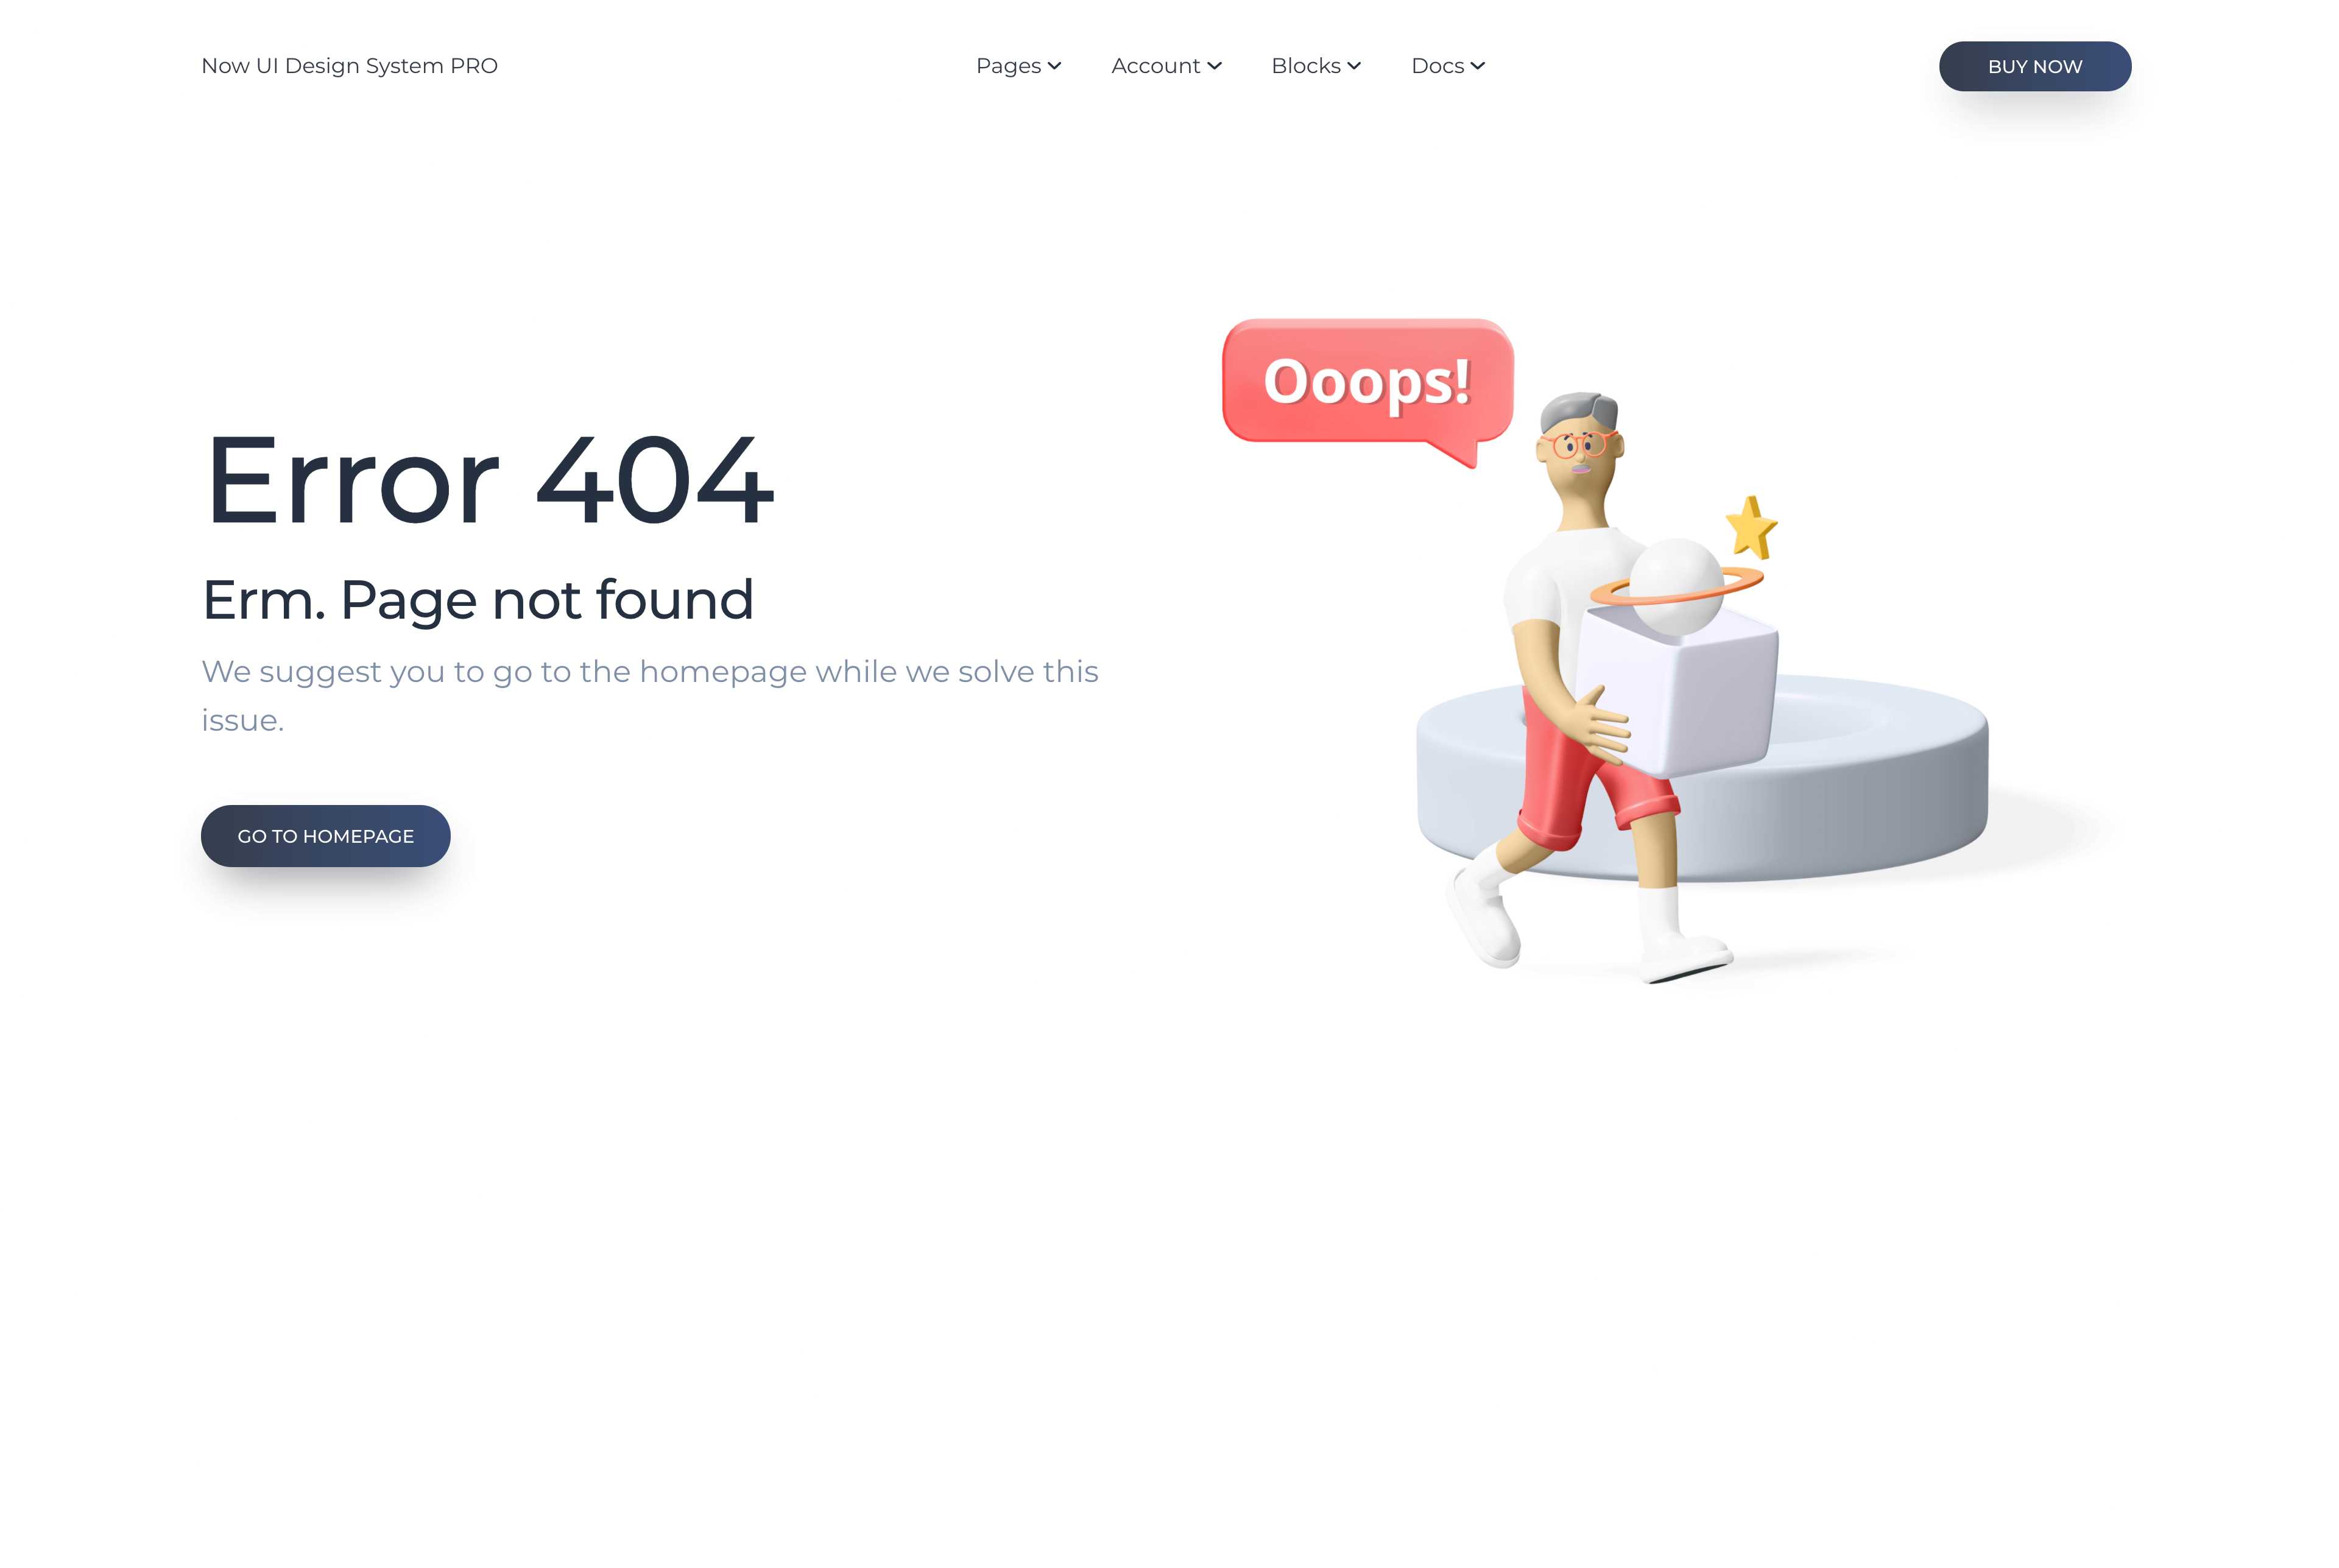 Now UI Design System PRO
Pages
Account
Blocks
Docs
BUY NOW
Ooops!
Error 404
Erm. Page not found
We suggest you to go to the homepage while we solve this
issue.
GO TO HOMEPAGE